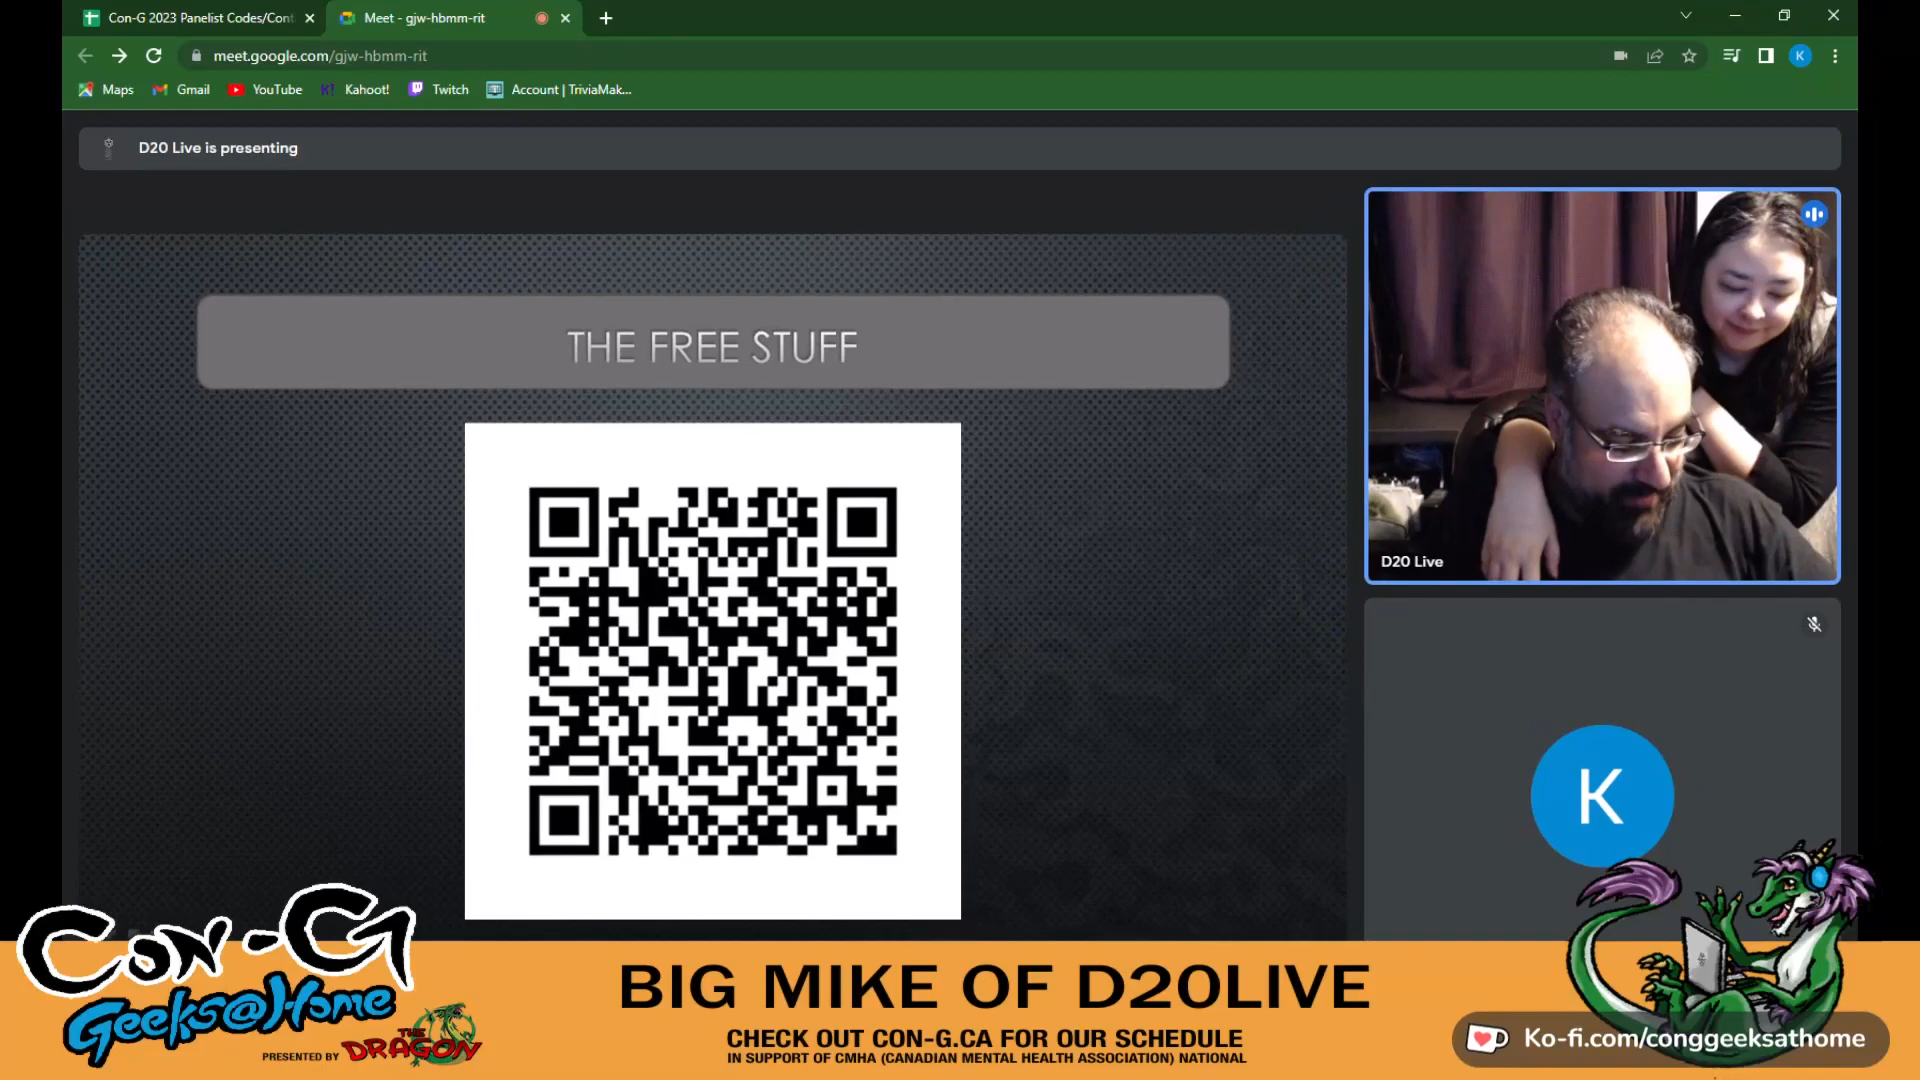 Con-G 2023 Panelist Codes/Cont
Meet - gjw-hbmm-rit
meet.google.com/gjw-hbmm-rit
K
Maps
Gmail
YouTube
K!
Kahoot!
Twitch
Account | TriviaMak...
D20 Live is presenting
THE FREE STUFF
D20 Live
K
CON-G
Geeks@Home
PRESENTED BY
THE
DRAGON
BIG MIKE OF D20LIVE
CHECK OUT CON-G.CA FOR OUR SCHEDULE
IN SUPPORT OF CMHA (CANADIAN MENTAL HEALTH ASSOCIATION) NATIONAL
Ko-fi.com/conggeeksathome